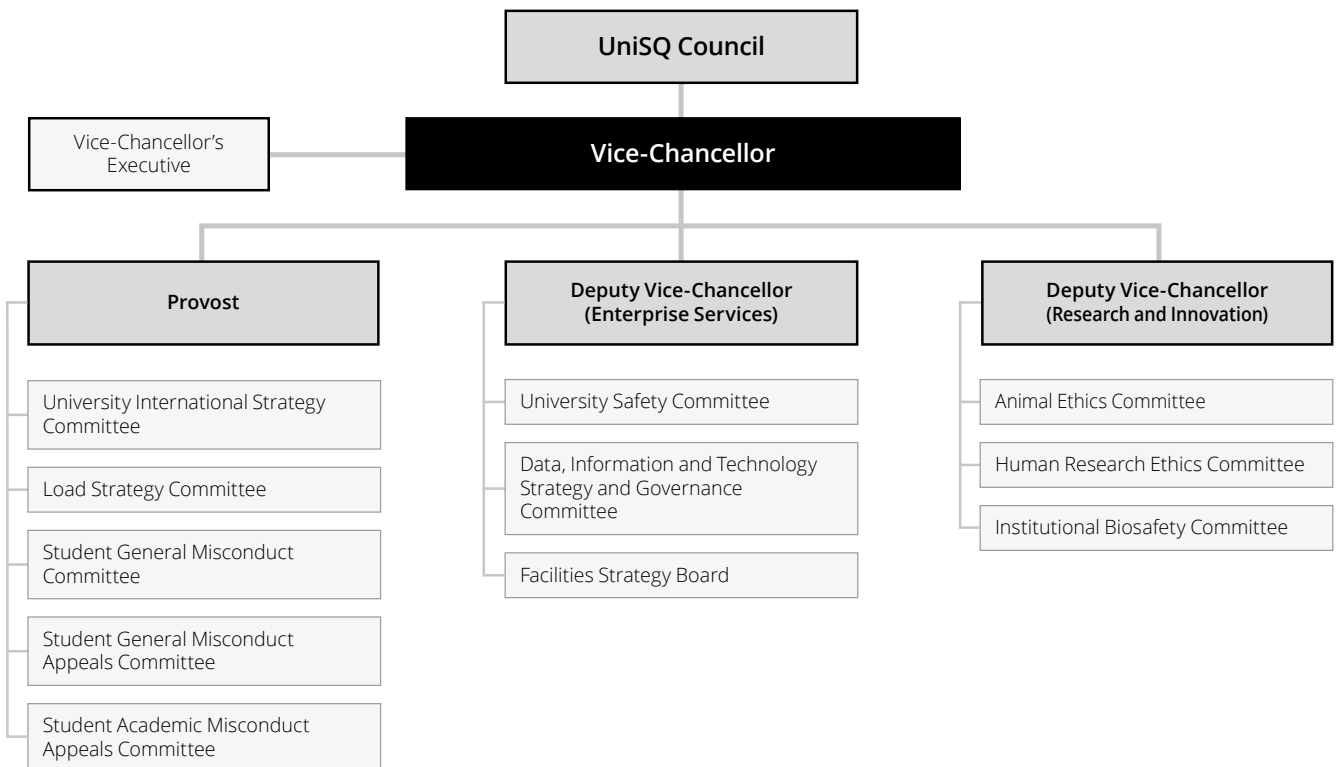 UniSQ Council
Vice-Chancellor's
Executive
Vice-Chancellor
Provost
University International Strategy
Committee
Load Strategy Committee
Student General Misconduct
Committee
Student General Misconduct
Appeals Committee
Student Academic Misconduct
Appeals Committee
Deputy Vice-Chancellor
(Enterprise Services)
University Safety Committee
Data, Information and Technology
Strategy and Governance
Committee
Facilities Strategy Board
Deputy Vice-Chancellor
(Research and Innovation)
Animal Ethics Committee
Human Research Ethics Committee
Institutional Biosafety Committee